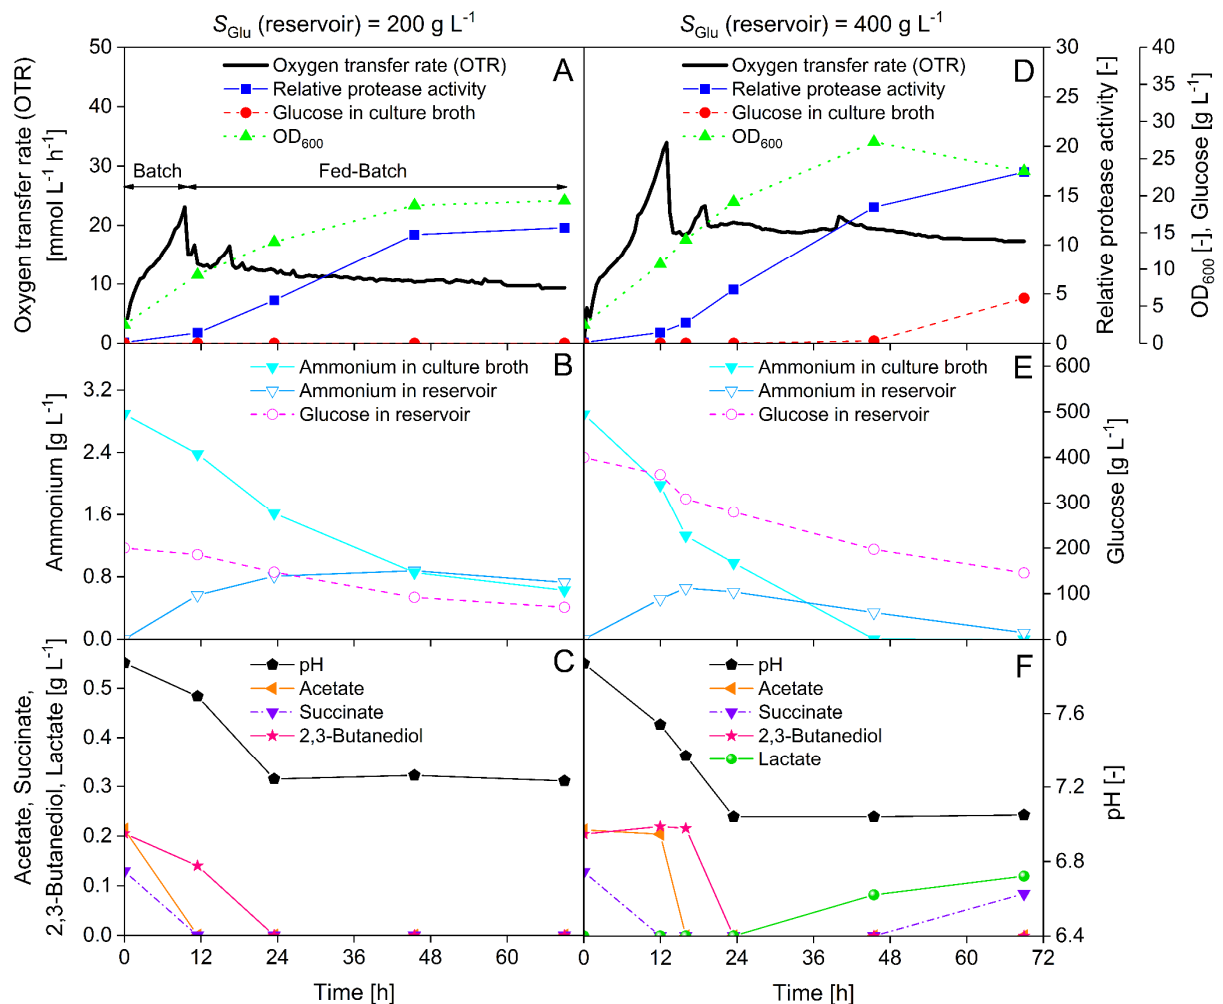 S_Glu (reservoir) = 200 g L⁻¹
S_Glu (reservoir) = 400 g L⁻¹
Oxygen transfer rate (OTR)
[mmol L⁻¹ h⁻¹]
50
40
30
20
10
0
A
Oxygen transfer rate (OTR)
Relative protease activity
Glucose in culture broth
OD₆₀₀
Batch
Fed-Batch
D
Oxygen transfer rate (OTR)
Relative protease activity
Glucose in culture broth
OD₆₀₀
30
25
20
15
10
5
0
Relative protease activity [-]
40
35
30
25
20
15
10
5
0
OD₆₀₀ [-], Glucose [g L⁻¹]
Ammonium [g L⁻¹]
3.2
2.4
1.6
0.8
0.0
B
Ammonium in culture broth
Ammonium in reservoir
Glucose in reservoir
E
Ammonium in culture broth
Ammonium in reservoir
Glucose in reservoir
600
500
400
300
200
100
0
Glucose [g L⁻¹]
Acetate, Succinate,
2,3-Butanediol, Lactate [g L⁻¹]
0.5
0.4
0.3
0.2
0.1
0.0
C
pH
Acetate
Succinate
2,3-Butanediol
F
pH
Acetate
Succinate
2,3-Butanediol
Lactate
7.6
7.2
6.8
6.4
pH [-]
0 12 24 36 48 60
0 12 24 36 48 60 72
Time [h]
Time [h]